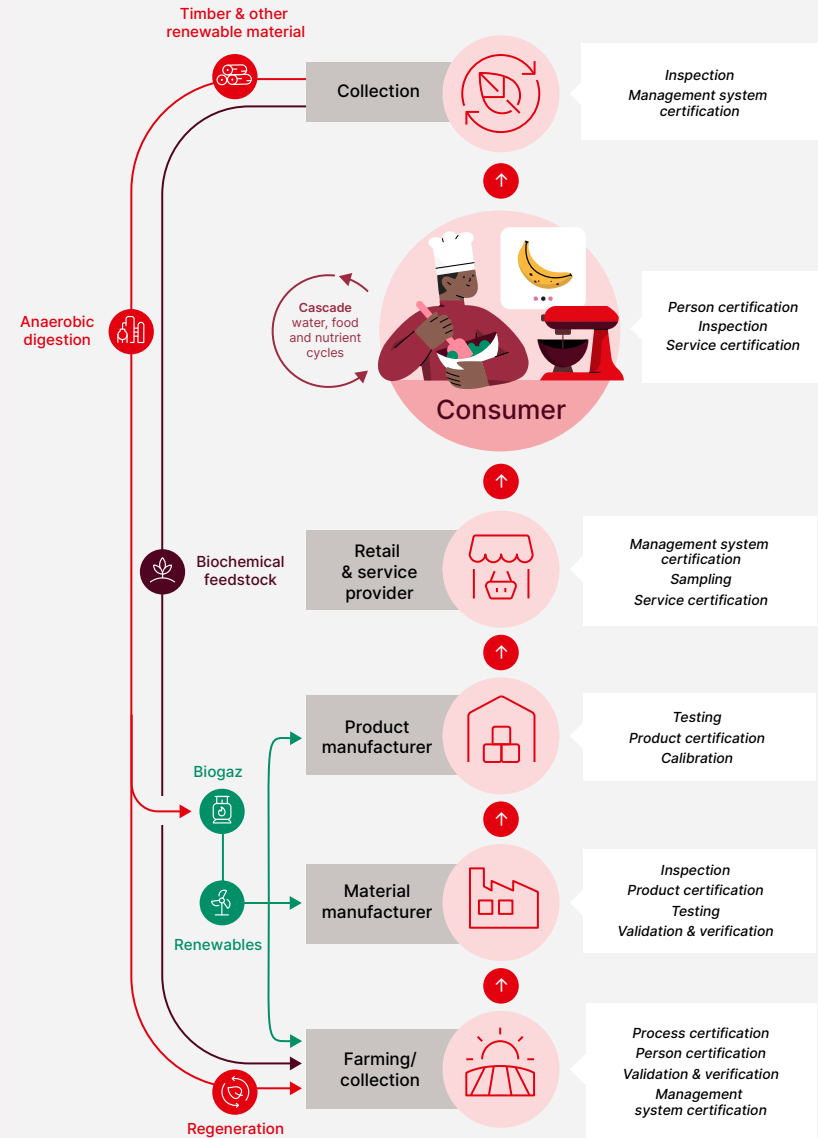 Timber & other
renewable material
Collection
Inspection
Management system
certification
Cascade
water, food
and nutrient
cycles
Person certification
Inspection
Service certification
Anaerobic
digestion
Consumer
Biochemical
feedstock
Retail
& service
provider
Management system
certification
Sampling
Service certification
Product
manufacturer
Testing
Product certification
Calibration
Biogaz
Material
manufacturer
Inspection
Product certification
Testing
Validation & verification
Renewables
Farming/
collection
Process certification
Person certification
Validation & verification
Management
system certification
Regeneration